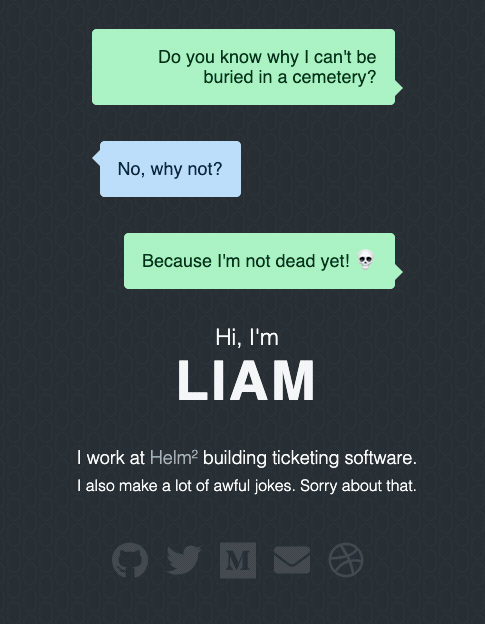 Do you know why I can't be
buried in a cemetery?
No, why not?
Because I'm not dead yet! 💀
Hi, I'm
LIAM
I work at Helm² building ticketing software.
I also make a lot of awful jokes. Sorry about that.
M